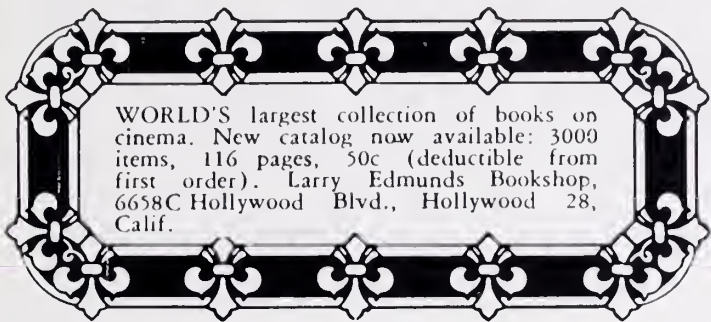 WORLD'S largest collection of books on
cinema. New catalog now available: 3000
items, 116 pages, 50c (deductible from
first order). Larry Edmunds Bookshop,
6658C Hollywood Blvd., Hollywood 28,
Calif.